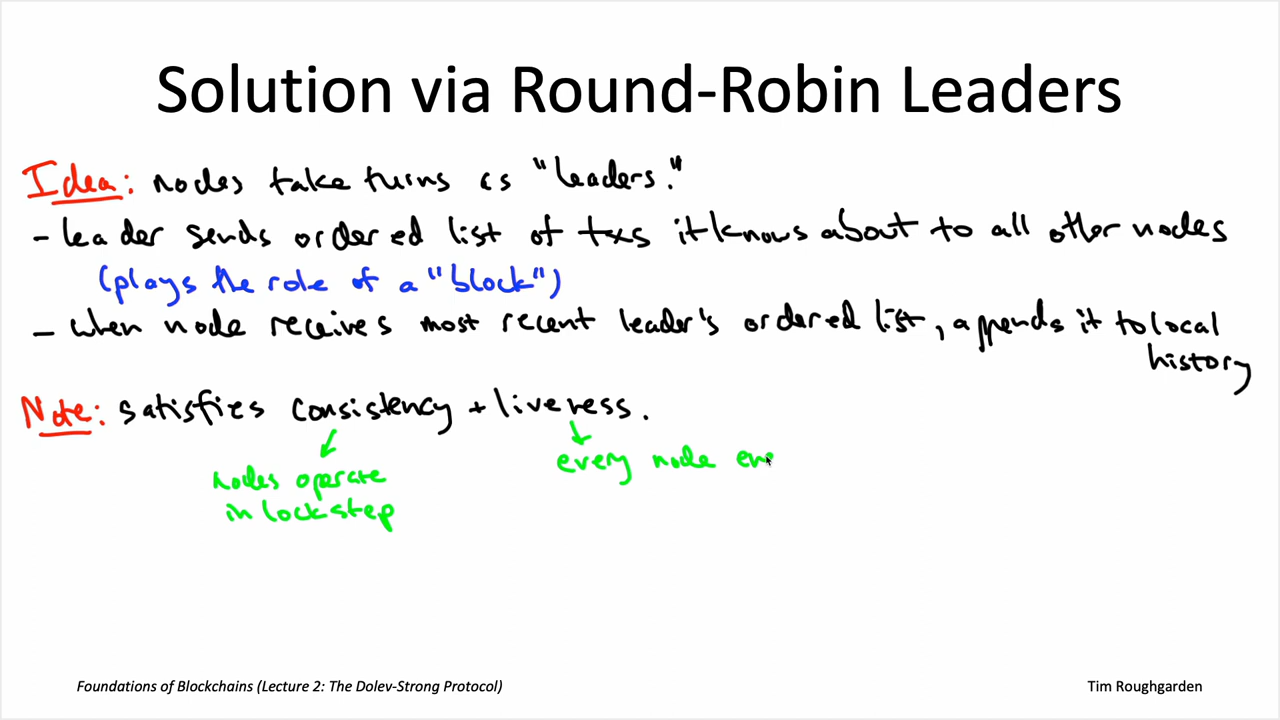 Solution via Round-Robin Leaders
Idea: nodes take turns as "leaders."
- leader sends ordered list of txs it knows about to all other nodes
(plays the role of a "block")
- when node receives most recent leader's ordered list, appends it to local
history
Note: satisfies consistency + liveness.
every node eve
nodes operate
in lockstep
Foundations of Blockchains (Lecture 2: The Dolev-Strong Protocol)
Tim Roughgarden